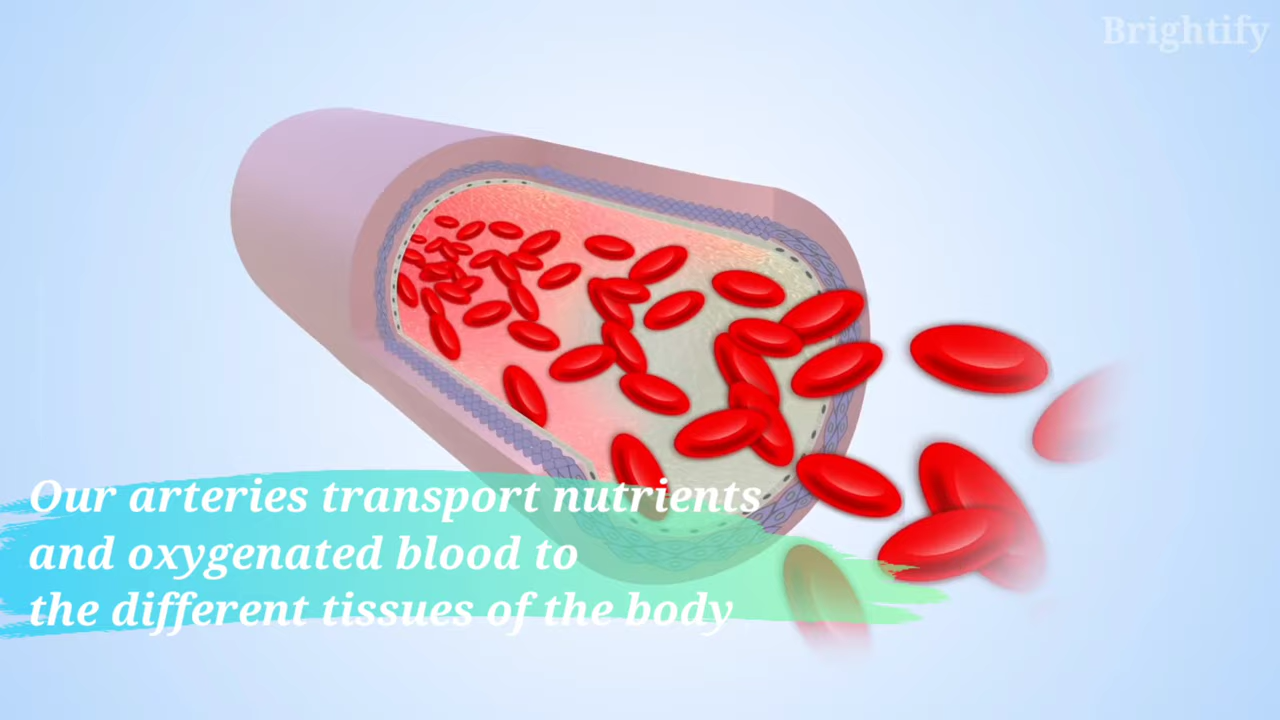 Brightify
Our arteries transport nutrients
and oxygenated blood to
the different tissues of the body